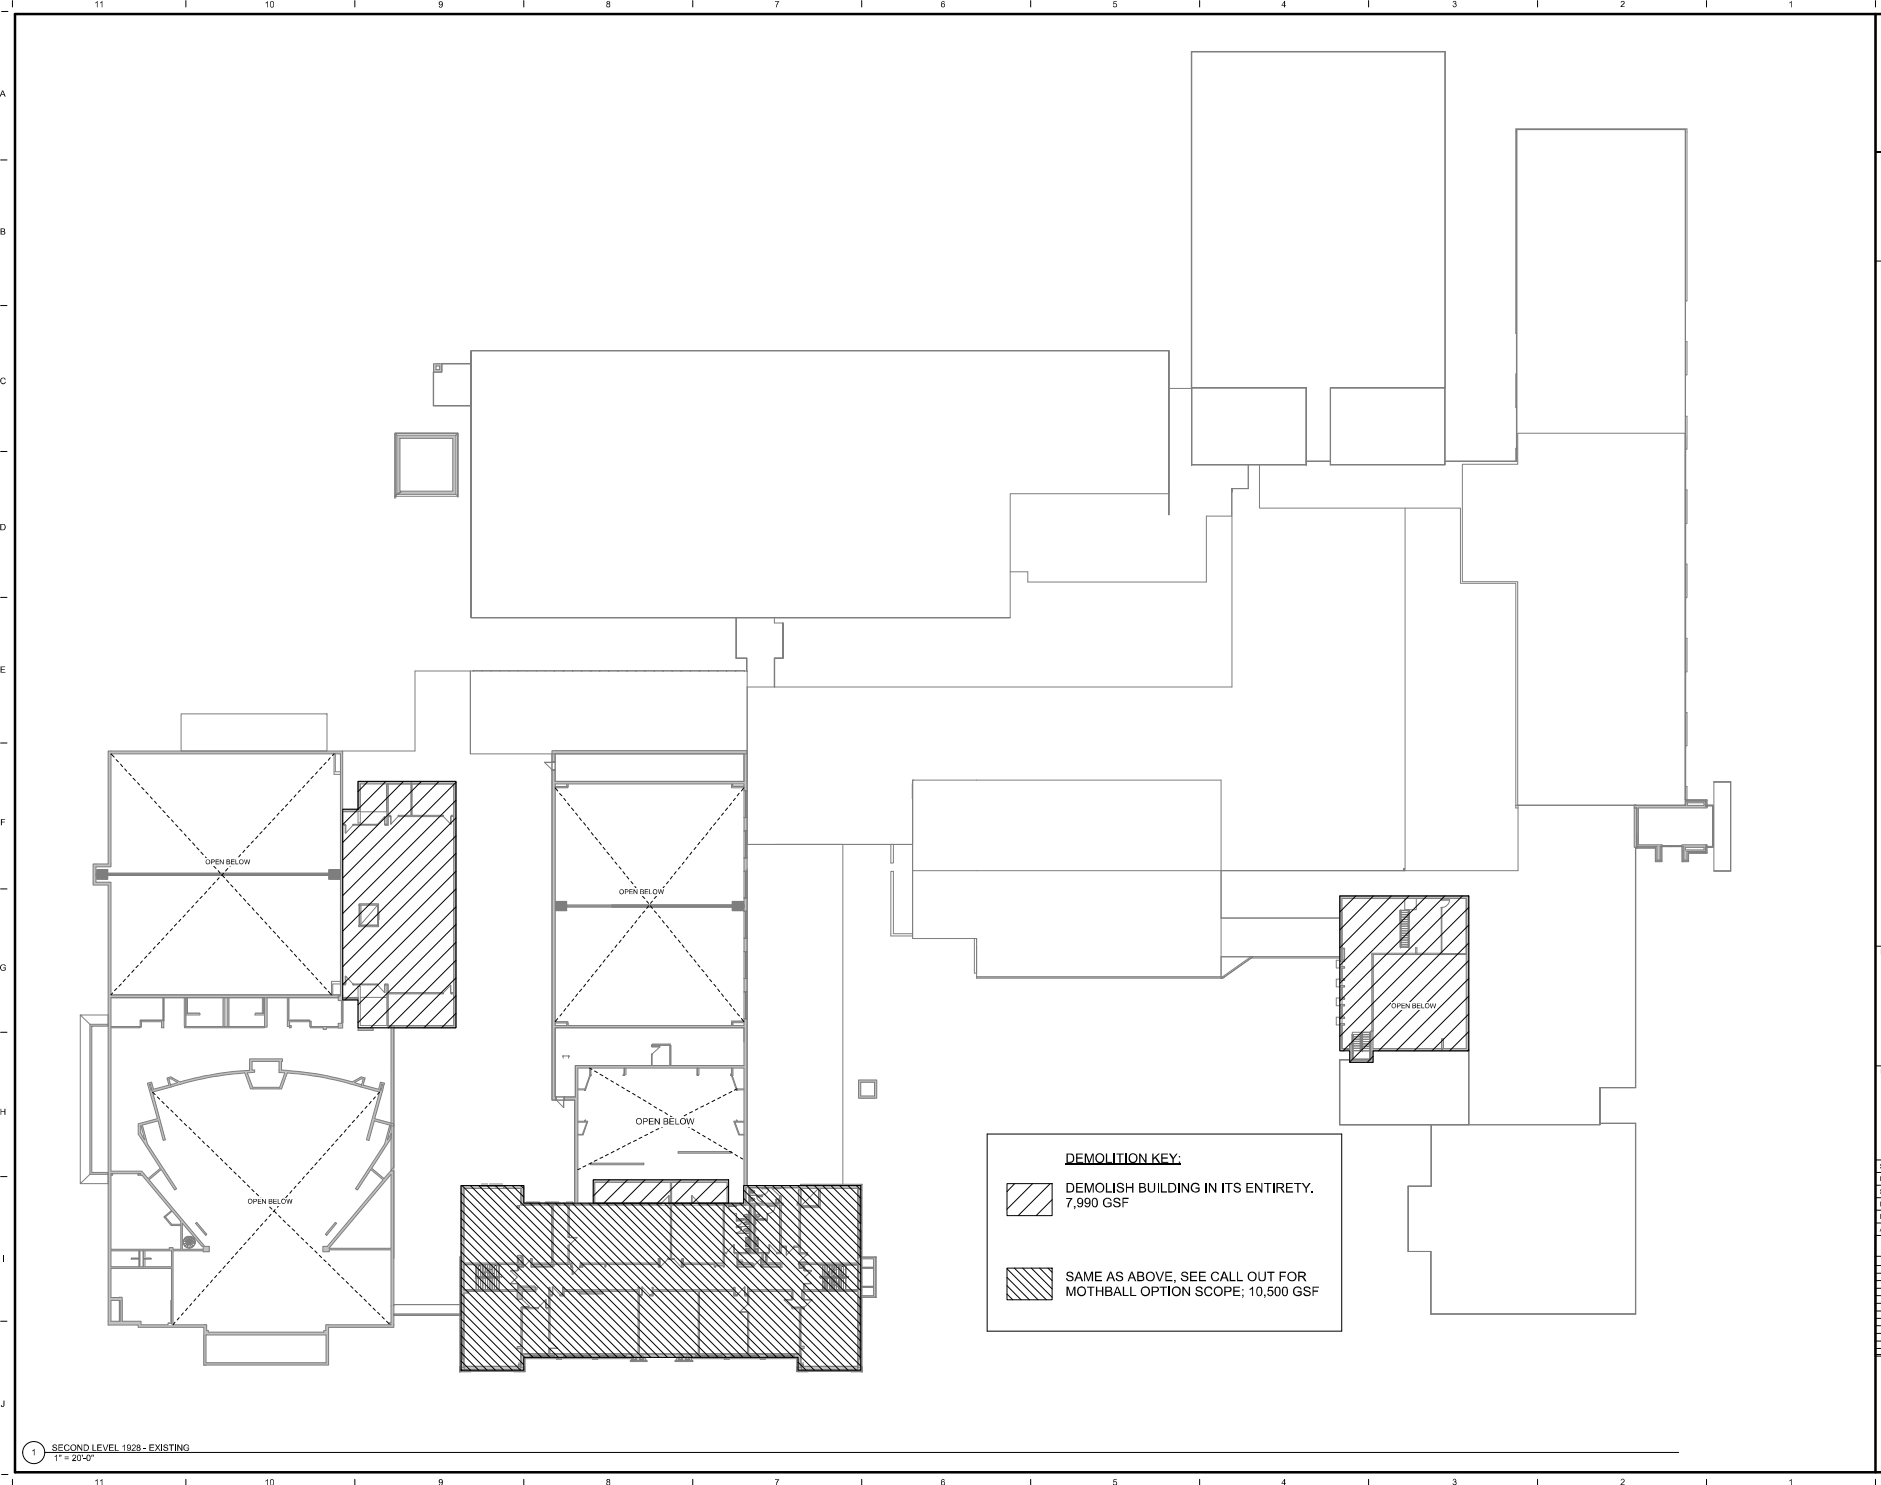 11 10 9 8 7 6 5 4 3 2 1
A
B
C
D
E
F
OPEN BELOW
OPEN BELOW
G
OPEN BELOW
H
OPEN BELOW
DEMOLITION KEY:
DEMOLISH BUILDING IN ITS ENTIRETY.
7,990 GSF
OPEN BELOW
I
SAME AS ABOVE, SEE CALL OUT FOR
MOTHBALL OPTION SCOPE; 10,500 GSF
J
1 SECOND LEVEL 1928 - EXISTING
1" = 20'-0"
11 10 9 8 7 6 5 4 3 2 1